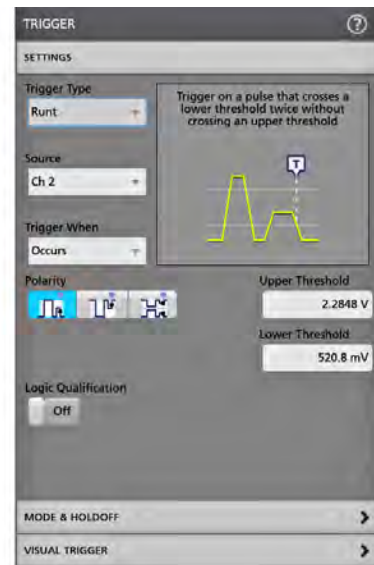 TRIGGER
?
SETTINGS
Trigger Type
Runt
Trigger on a pulse that crosses a
lower threshold twice without
crossing an upper threshold
T
Source
Ch 2
Trigger When
Occurs
Polarity
Upper Threshold
2.2848 V
Lower Threshold
520.8 mV
Logic Qualification
Off
MODE & HOLDOFF
VISUAL TRIGGER